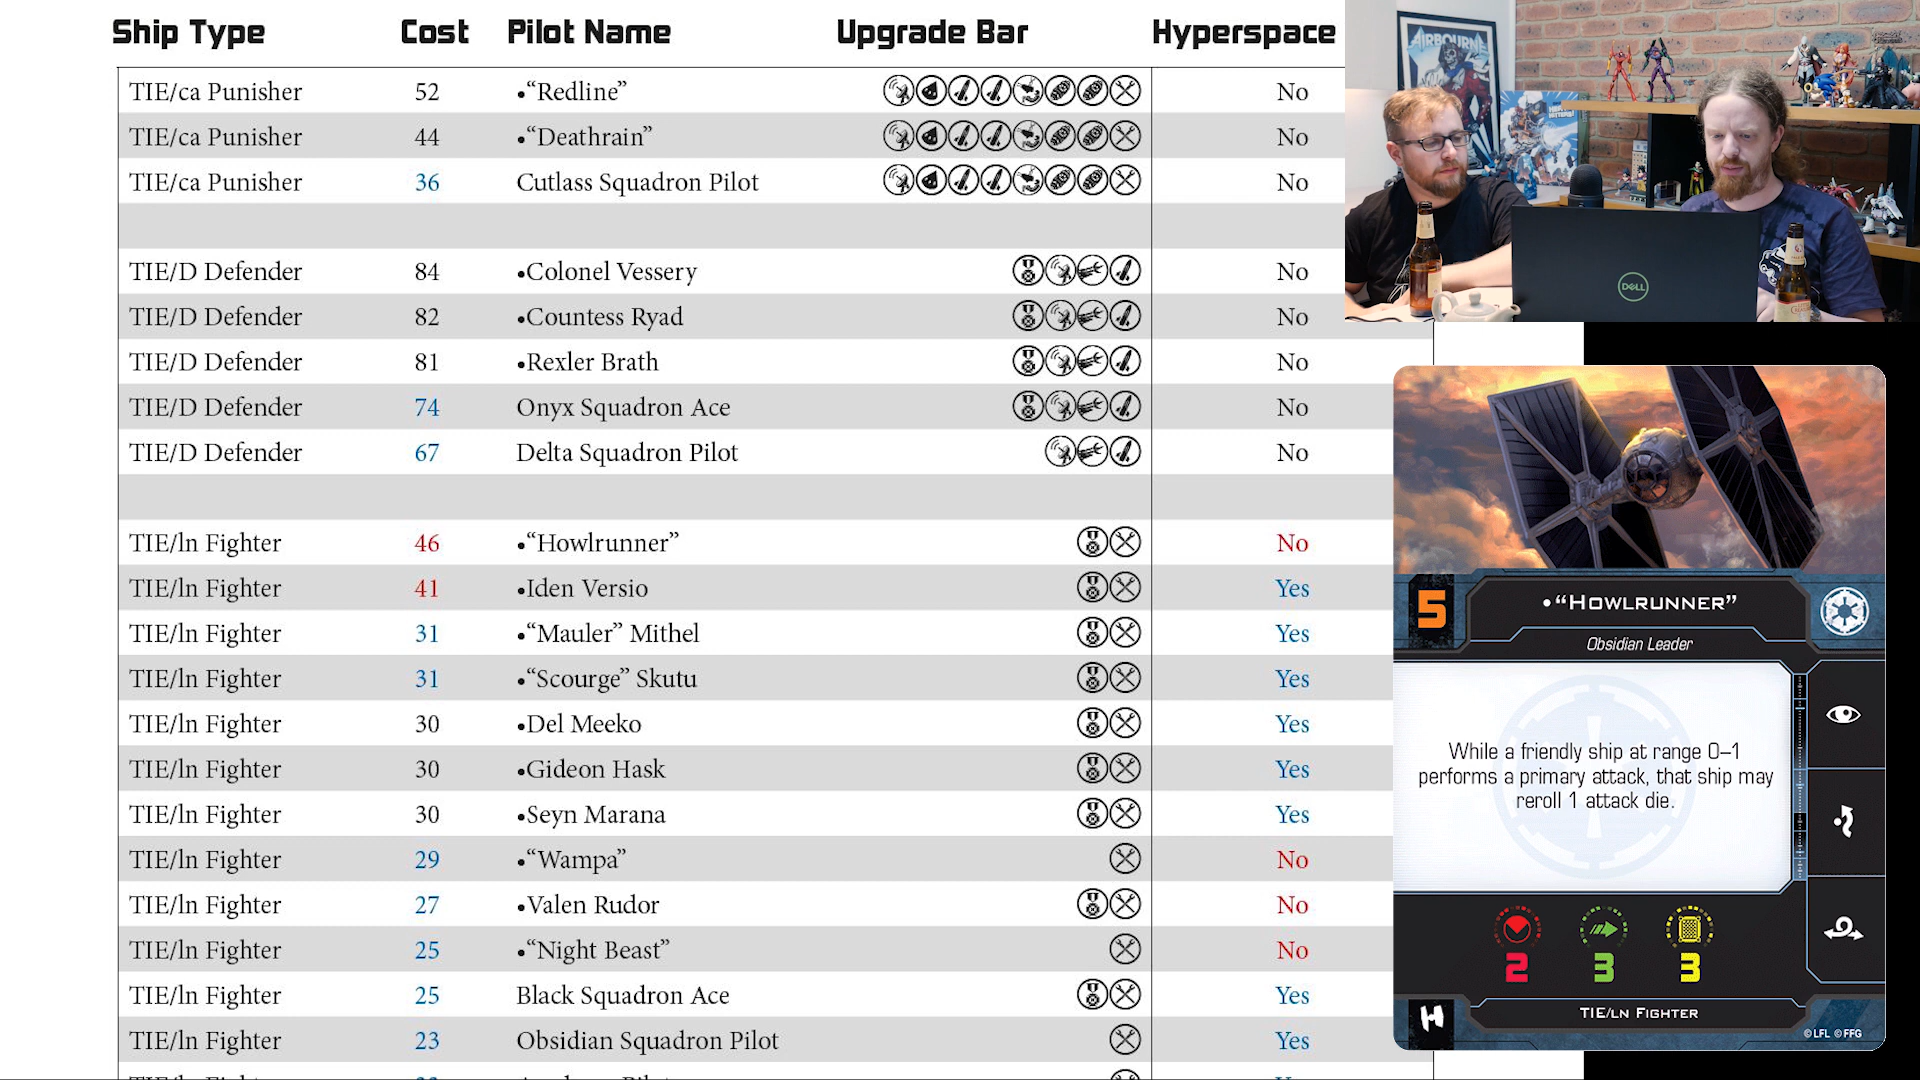 Ship Type Cost Pilot Name Upgrade Bar Hyperspace
TIE/ca Punisher 52 •“Redline” No
TIE/ca Punisher 44 •“Deathrain” No
TIE/ca Punisher 36 Cutlass Squadron Pilot No
TIE/D Defender 84 •Colonel Vessery No
TIE/D Defender 82 •Countess Ryad No
TIE/D Defender 81 •Rexler Brath No
TIE/D Defender 74 Onyx Squadron Ace No
TIE/D Defender 67 Delta Squadron Pilot No
TIE/ln Fighter 46 •“Howlrunner” No
TIE/ln Fighter 41 •Iden Versio Yes
TIE/ln Fighter 31 •“Mauler” Mithel Yes
TIE/ln Fighter 31 •“Scourge” Skutu Yes
TIE/ln Fighter 30 •Del Meeko Yes
TIE/ln Fighter 30 •Gideon Hask Yes
TIE/ln Fighter 30 •Seyn Marana Yes
TIE/ln Fighter 29 •“Wampa” No
TIE/ln Fighter 27 •Valen Rudor No
TIE/ln Fighter 25 •“Night Beast” No
TIE/ln Fighter 25 Black Squadron Ace Yes
TIE/ln Fighter 23 Obsidian Squadron Pilot Yes
AIRBOURNE
DELL
5 •“Howlrunner”
Obsidian Leader
While a friendly ship at range 0–1
performs a primary attack, that ship may
reroll 1 attack die.
2 3 3
TIE/ln Fighter
©LFL ©FFG